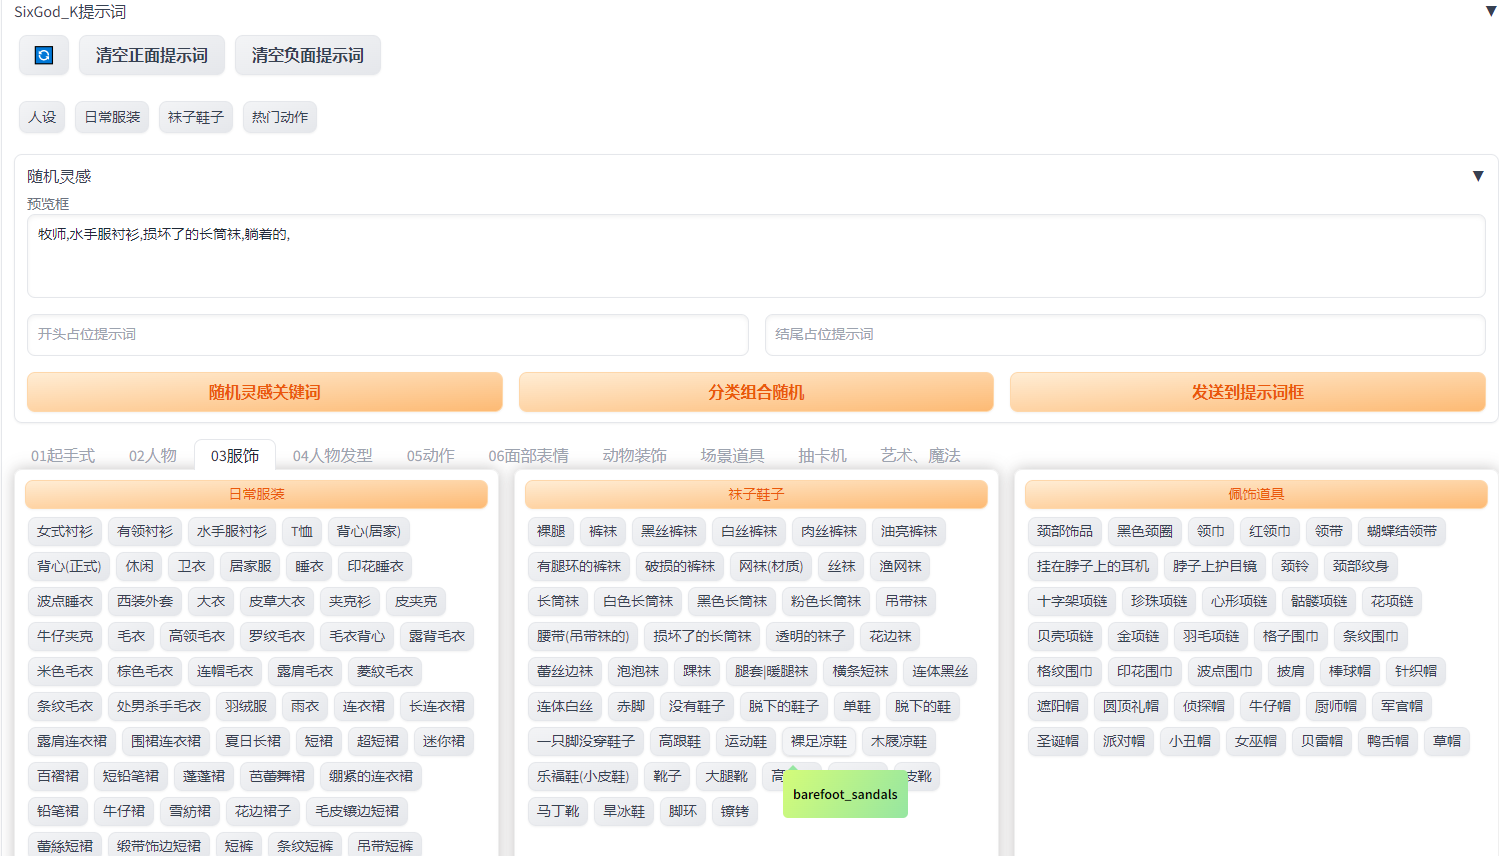 SixGod_K提示词 ▼
清空正面提示词 清空负面提示词
人设 日常服装 袜子鞋子 热门动作
随机灵感 ▼
预览框
牧师,水手服衬衫,损坏了的长筒袜,躺着的,
开头占位提示词 结尾占位提示词
随机灵感关键词 分类组合随机 发送到提示词框
01起手式 02人物 03服饰 04人物发型 05动作 06面部表情 动物装饰 场景道具 抽卡机 艺术、魔法
日常服装
女式衬衫 有领衬衫 水手服衬衫 T恤 背心(居家)
背心(正式) 休闲 卫衣 居家服 睡衣 印花睡衣
波点睡衣 西装外套 大衣 皮草大衣 夹克衫 皮夹克
牛仔夹克 毛衣 高领毛衣 罗纹毛衣 毛衣背心 露背毛衣
米色毛衣 棕色毛衣 连帽毛衣 露肩毛衣 菱紋毛衣
条纹毛衣 处男杀手毛衣 羽绒服 雨衣 连衣裙 长连衣裙
露肩连衣裙 围裙连衣裙 夏日长裙 短裙 超短裙 迷你裙
百褶裙 短铅笔裙 蓬蓬裙 芭蕾舞裙 绷紧的连衣裙
铅笔裙 牛仔裙 雪紡裙 花边裙子 毛皮镶边短裙
蕾絲短裙 缎带饰边短裙 短裤 条纹短裤 吊带短裤
袜子鞋子
裸腿 裤袜 黑丝裤袜 白丝裤袜 肉丝裤袜 油亮裤袜
有腿环的裤袜 破损的裤袜 网袜(材质) 丝袜 渔网袜
长筒袜 白色长筒袜 黑色长筒袜 粉色长筒袜 吊带袜
腰带(吊带袜的) 损坏了的长筒袜 透明的袜子 花边袜
蕾丝边袜 泡泡袜 踝袜 腿套|暖腿袜 横条短袜 连体黑丝
连体白丝 赤脚 没有鞋子 脱下的鞋子 单鞋 脱下的鞋
一只脚没穿鞋子 高跟鞋 运动鞋 裸足凉鞋 木屐凉鞋
乐福鞋(小皮鞋) 靴子 大腿靴 高 皮靴
barefoot_sandals
马丁靴 旱冰鞋 脚环 镣铐
佩饰道具
颈部饰品 黑色颈圈 领巾 红领巾 领带 蝴蝶结领带
挂在脖子上的耳机 脖子上护目镜 颈铃 颈部纹身
十字架项链 珍珠项链 心形项链 骷髅项链 花项链
贝壳项链 金项链 羽毛项链 格子围巾 条纹围巾
格纹围巾 印花围巾 波点围巾 披肩 棒球帽 针织帽
遮阳帽 圆顶礼帽 侦探帽 牛仔帽 厨师帽 军官帽
圣诞帽 派对帽 小丑帽 女巫帽 贝雷帽 鸭舌帽 草帽